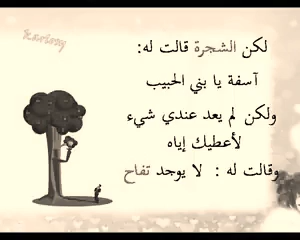 لكن الشجرة قالت له:
آسفة يا بني الحبيب
ولكن لم يعد عندي شيء
لأعطيك إياه
وقالت له : لا يوجد تفاح